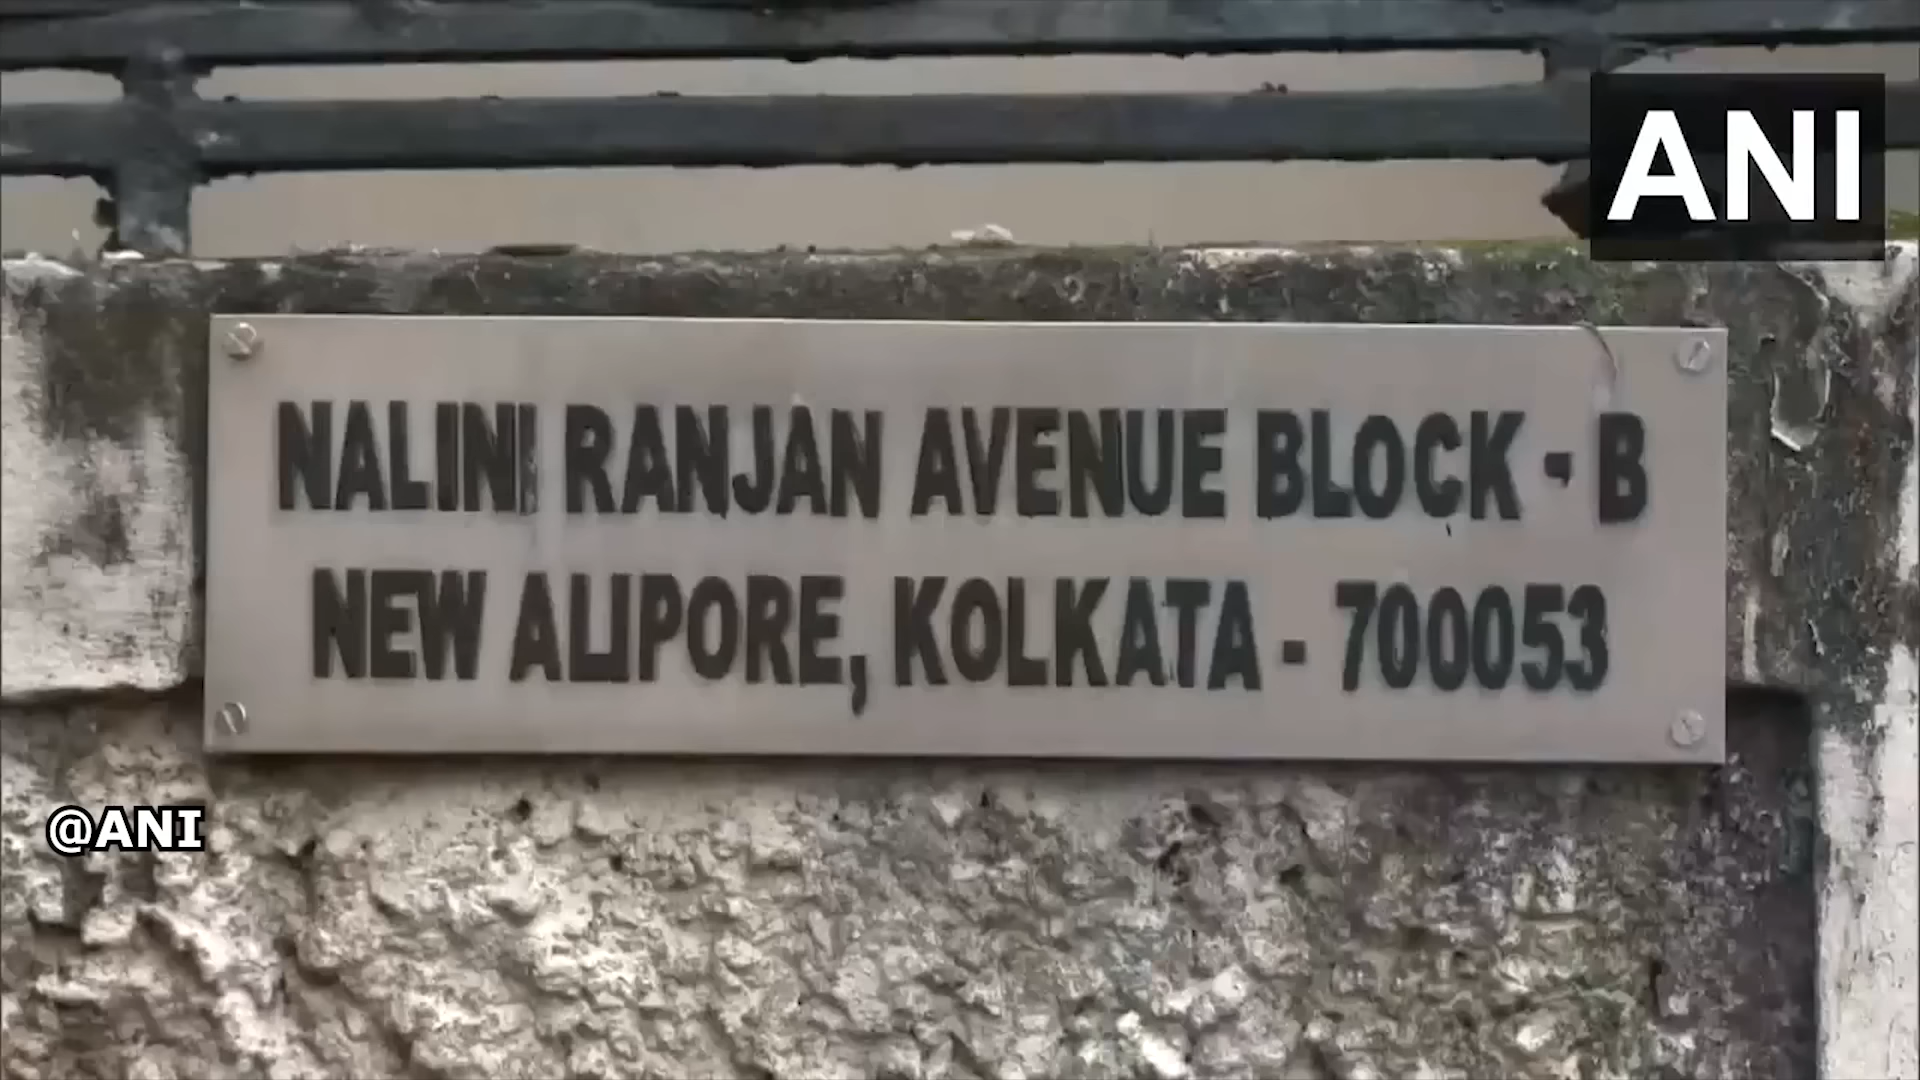 ANI
NALINI RANJAN AVENUE BLOCK - B
NEW ALIPORE, KOLKATA - 700053
@ANI